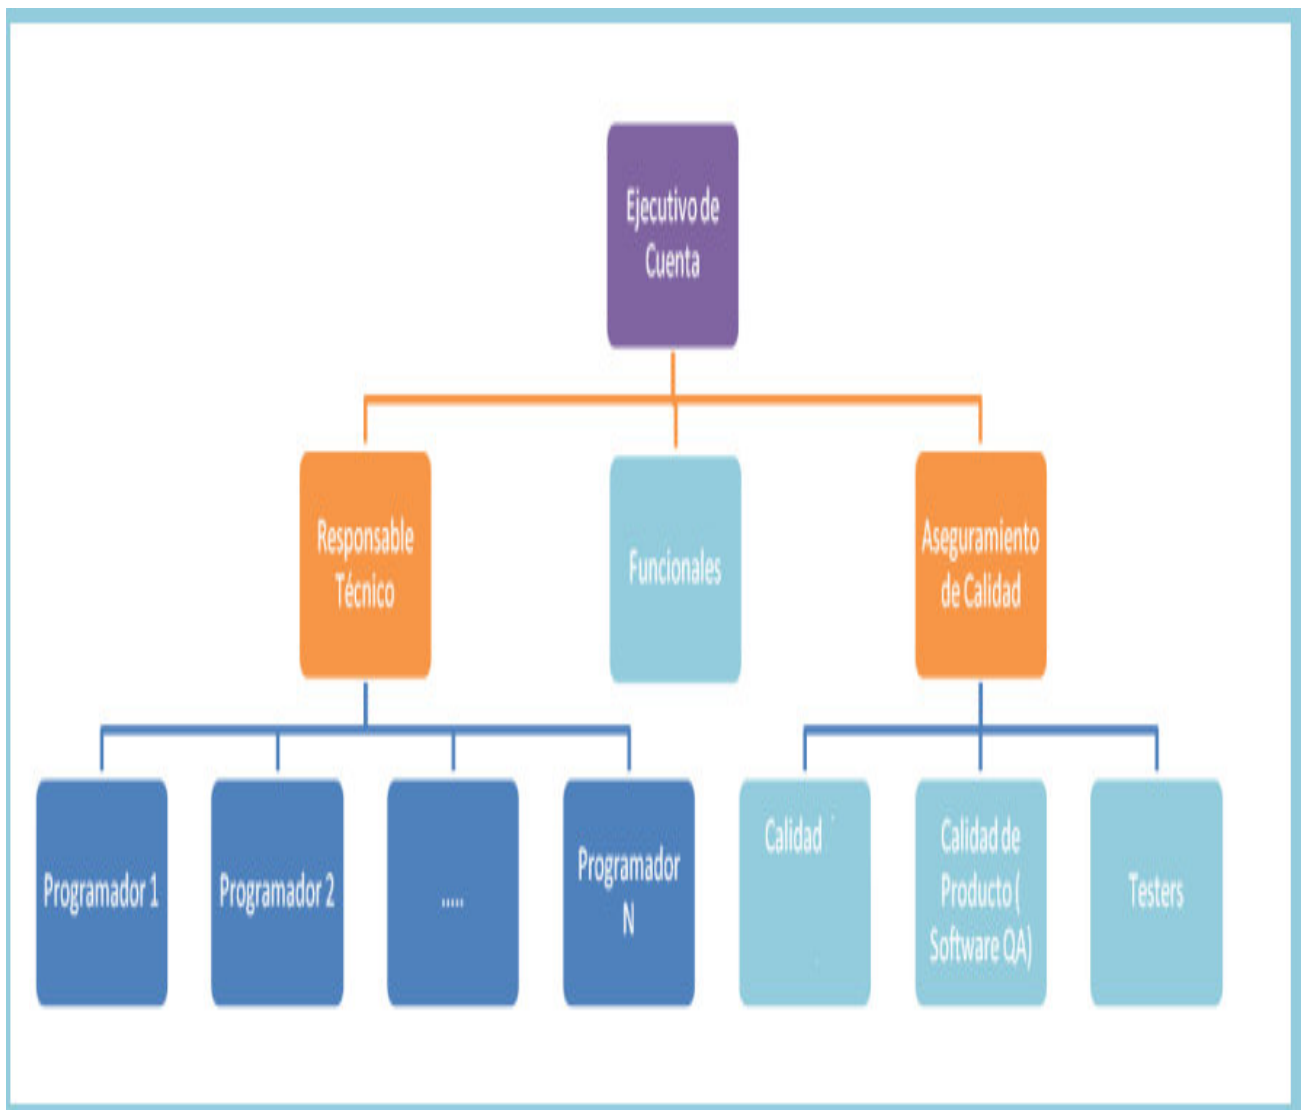 Ejecutivo de
Cuenta
Responsable
Técnico
Funcionales
Aseguramiento
de Calidad
Programador 1
Programador 2
.....
Programador
N
Calidad
Calidad de
Producto (
Software QA)
Testers